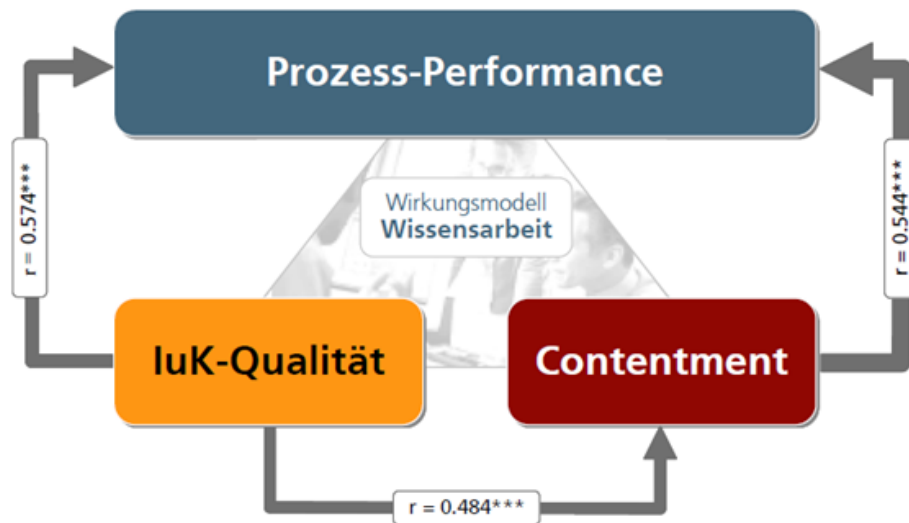 Prozess-Performance
r = 0.574***
Wirkungsmodell
Wissensarbeit
r = 0.544***
IuK-Qualität
Contentment
r = 0.484***